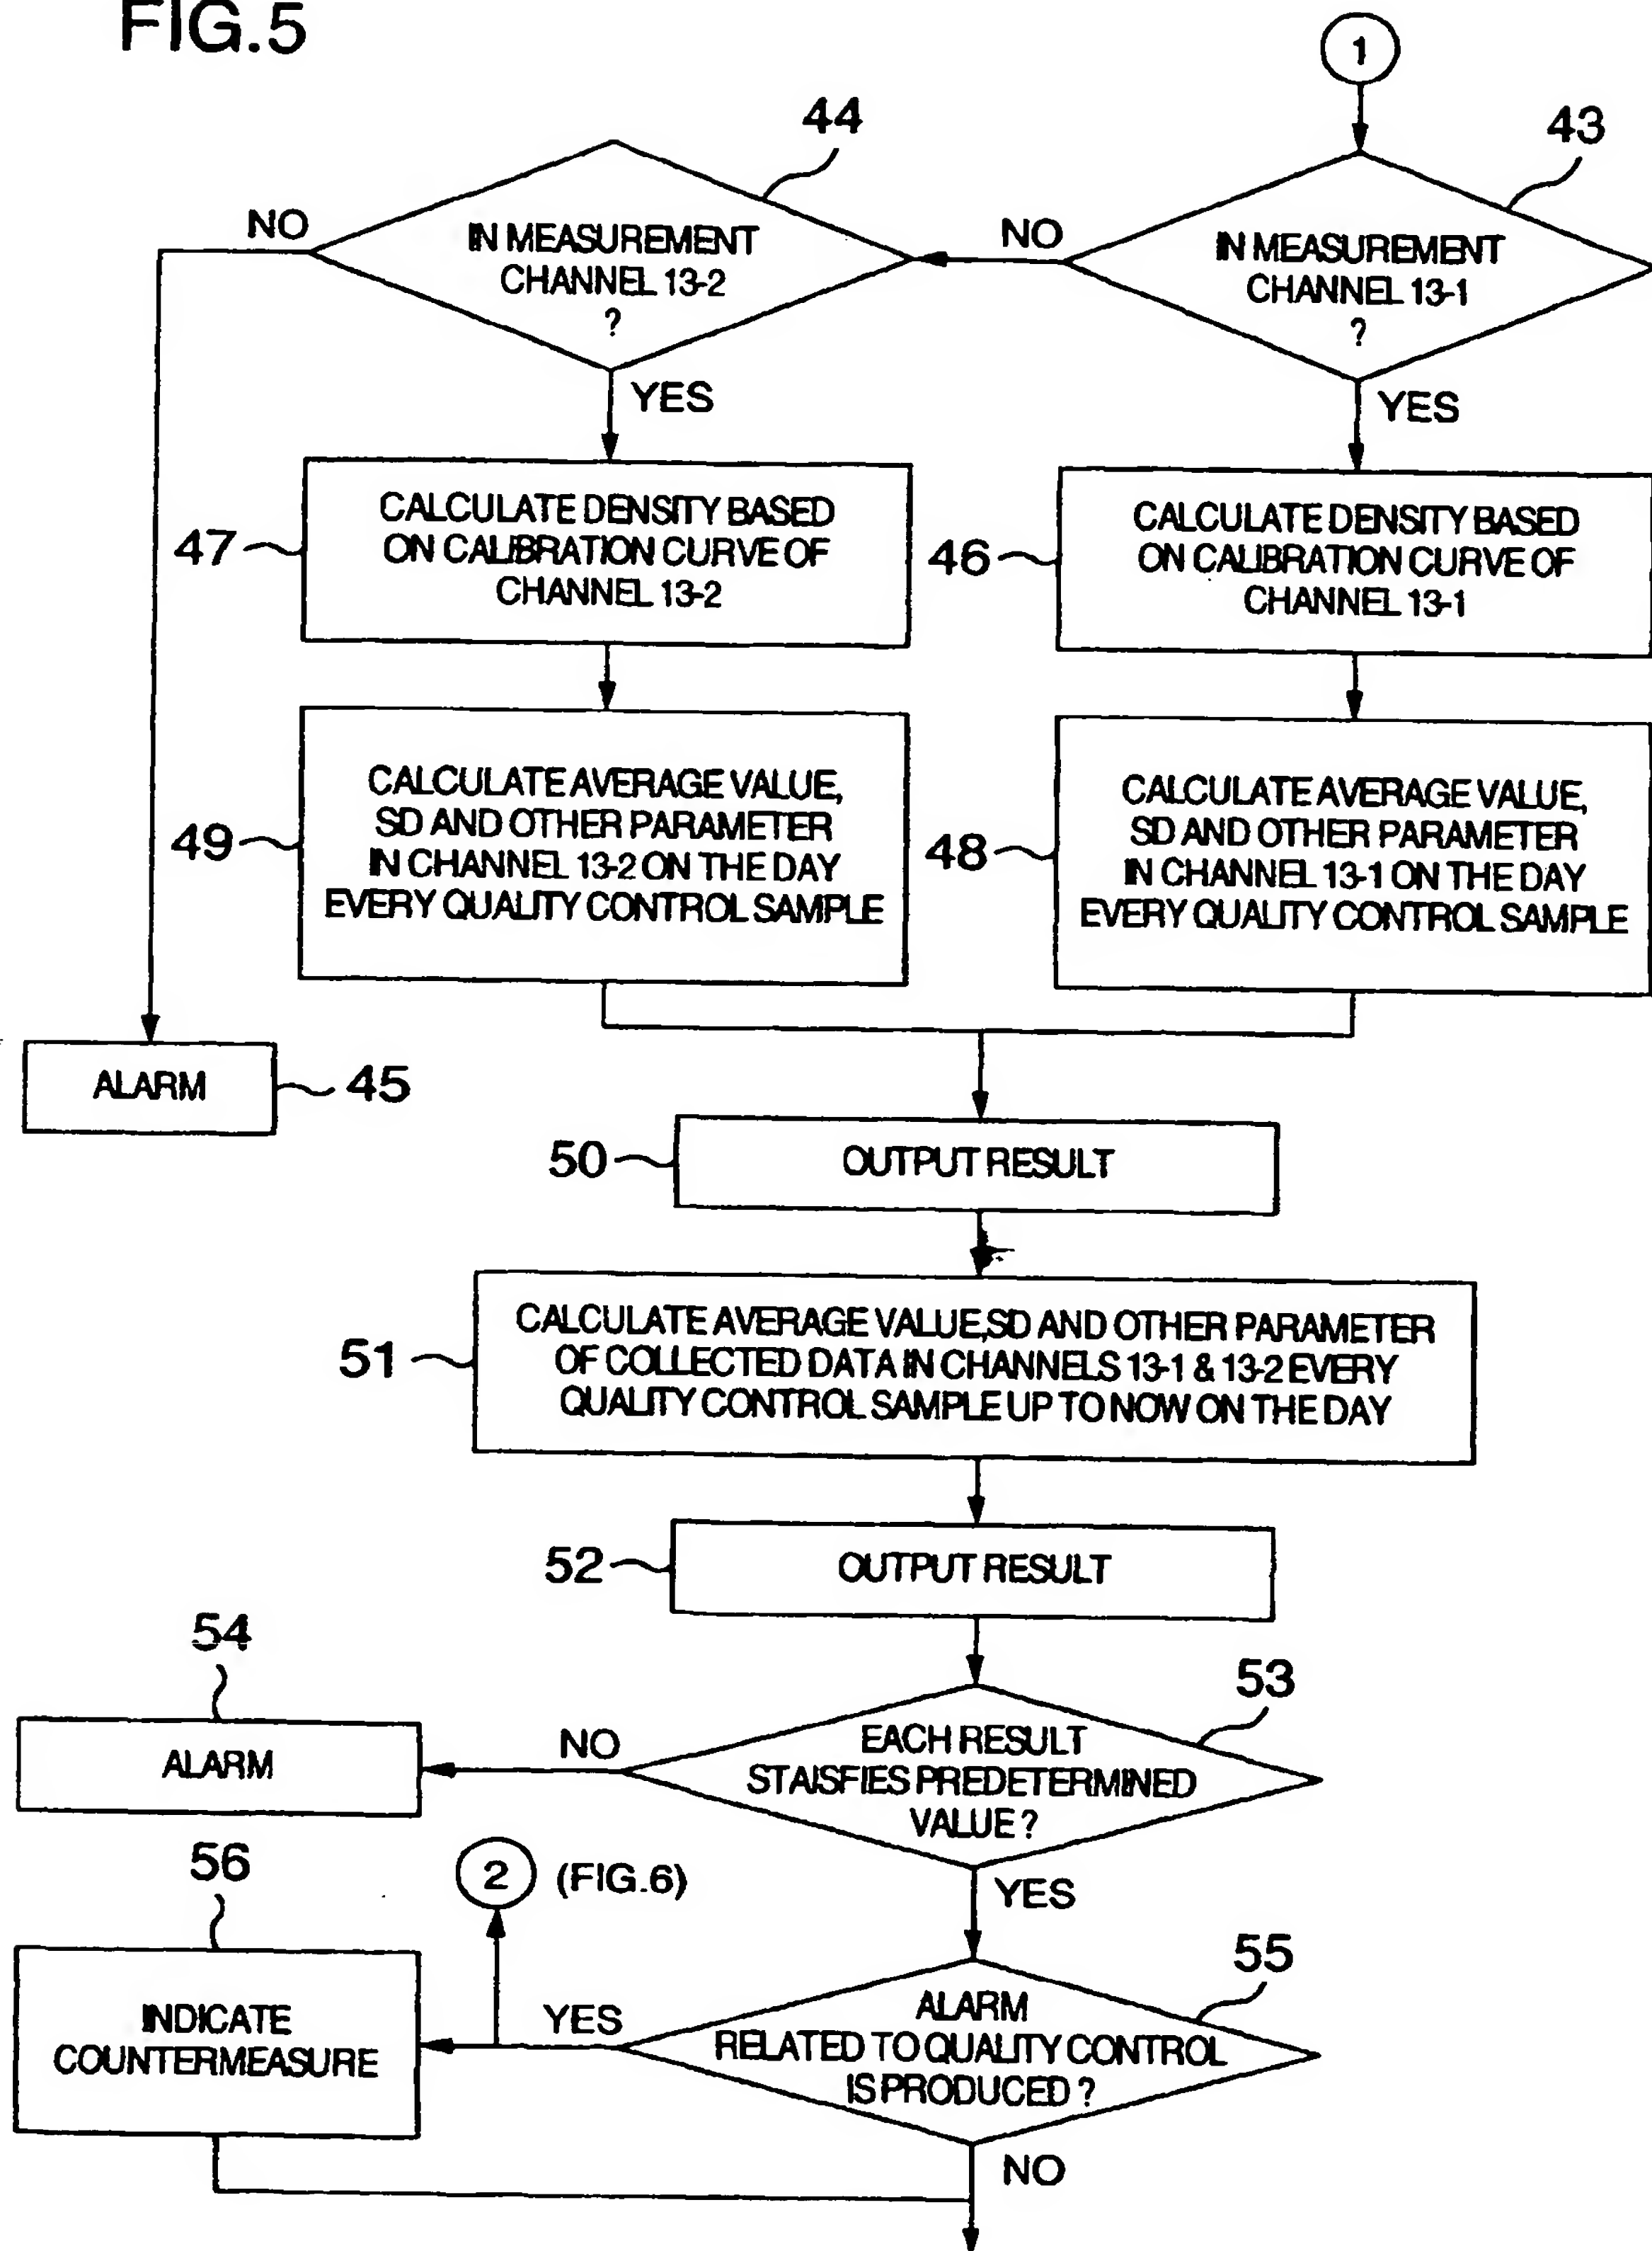 FIG.5
1
44
43
NO
IN MEASUREMENT
CHANNEL 13-2
?
NO
IN MEASUREMENT
CHANNEL 13-1
?
YES
YES
47
CALCULATE DENSITY BASED
ON CALIBRATION CURVE OF
CHANNEL 13-2
46
CALCULATE DENSITY BASED
ON CALIBRATION CURVE OF
CHANNEL 13-1
49
CALCULATE AVERAGE VALUE,
SD AND OTHER PARAMETER
IN CHANNEL 13-2 ON THE DAY
EVERY QUALITY CONTROL SAMPLE
48
CALCULATE AVERAGE VALUE,
SD AND OTHER PARAMETER
IN CHANNEL 13-1 ON THE DAY
EVERY QUALITY CONTROL SAMPLE
ALARM
45
50
OUTPUT RESULT
51
CALCULATE AVERAGE VALUE,SD AND OTHER PARAMETER
OF COLLECTED DATA IN CHANNELS 13-1 & 13-2 EVERY
QUALITY CONTROL SAMPLE UP TO NOW ON THE DAY
52
OUTPUT RESULT
54
53
ALARM
NO
EACH RESULT
STAISFIES PREDETERMINED
VALUE ?
56
2
(FIG.6)
YES
55
INDICATE
COUNTERMEASURE
YES
ALARM
RELATED TO QUALITY CONTROL
IS PRODUCED ?
NO